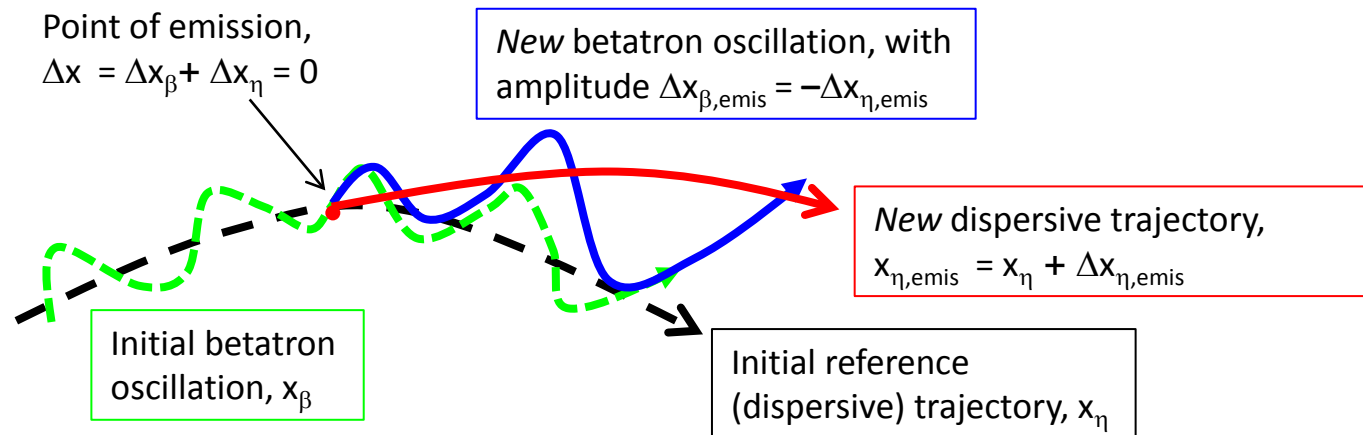 Point of emission,
Δx = Δxβ+ Δxη = 0
New betatron oscillation, with
amplitude Δxβ,emis = −Δxη,emis
New dispersive trajectory,
xη,emis = xη + Δxη,emis
Initial betatron
oscillation, xβ
Initial reference
(dispersive) trajectory, xη